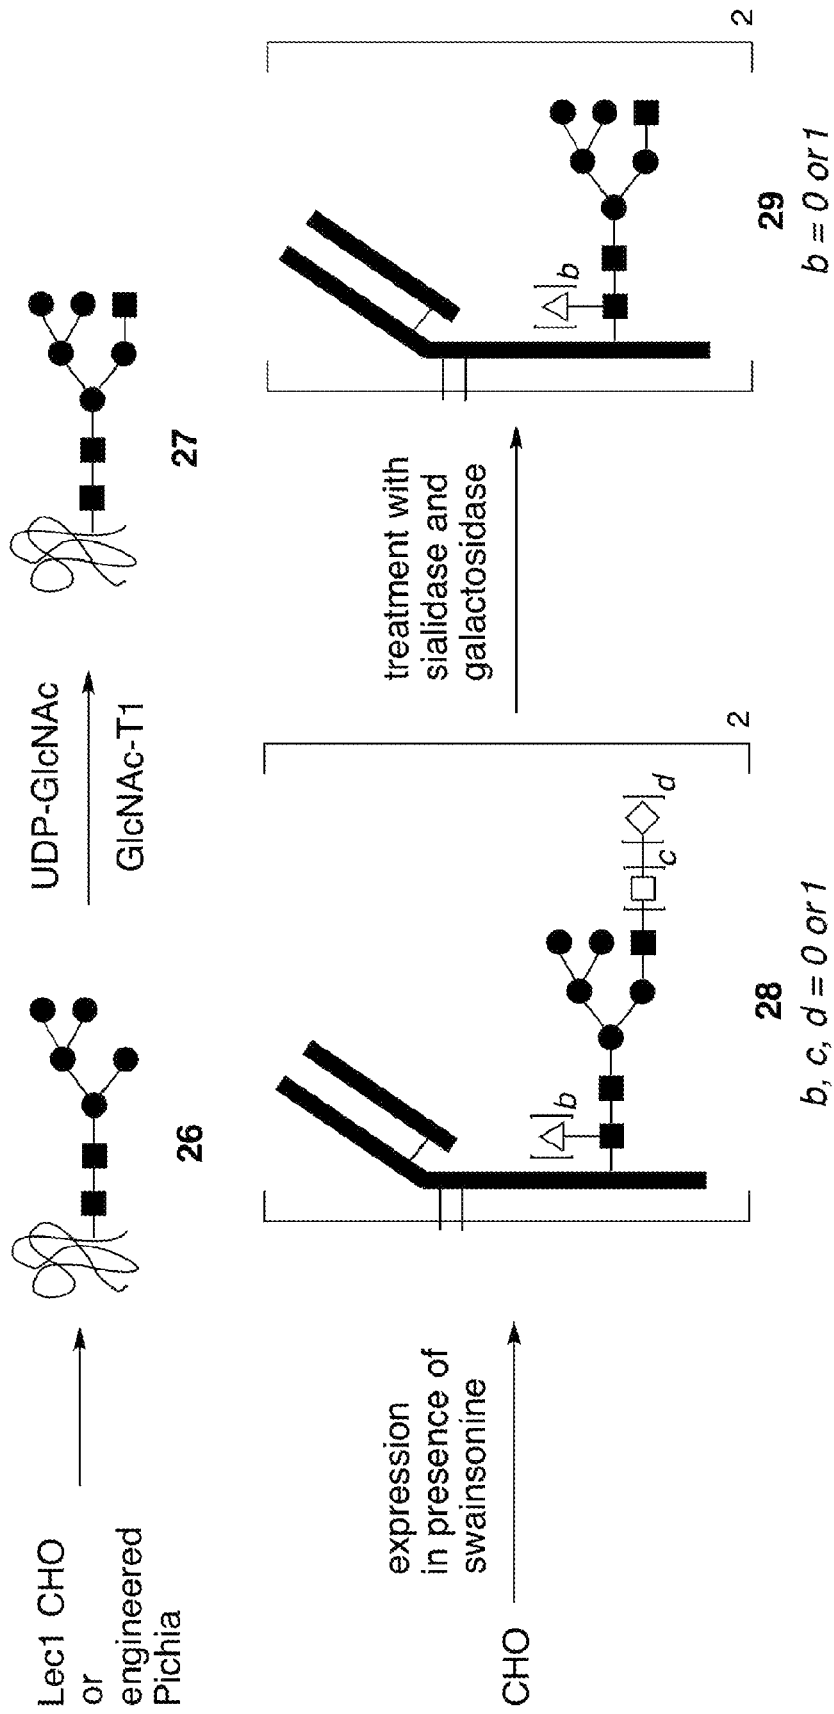 Lec1 CHO
or
engineered
Pichia
26
UDP-GlcNAc
GlcNAc-T1
27
CHO
expression
in presence of
swainsonine
b
c
d
2
28
b, c, d = 0 or 1
treatment with
sialidase and
galactosidase
b
2
29
b = 0 or 1